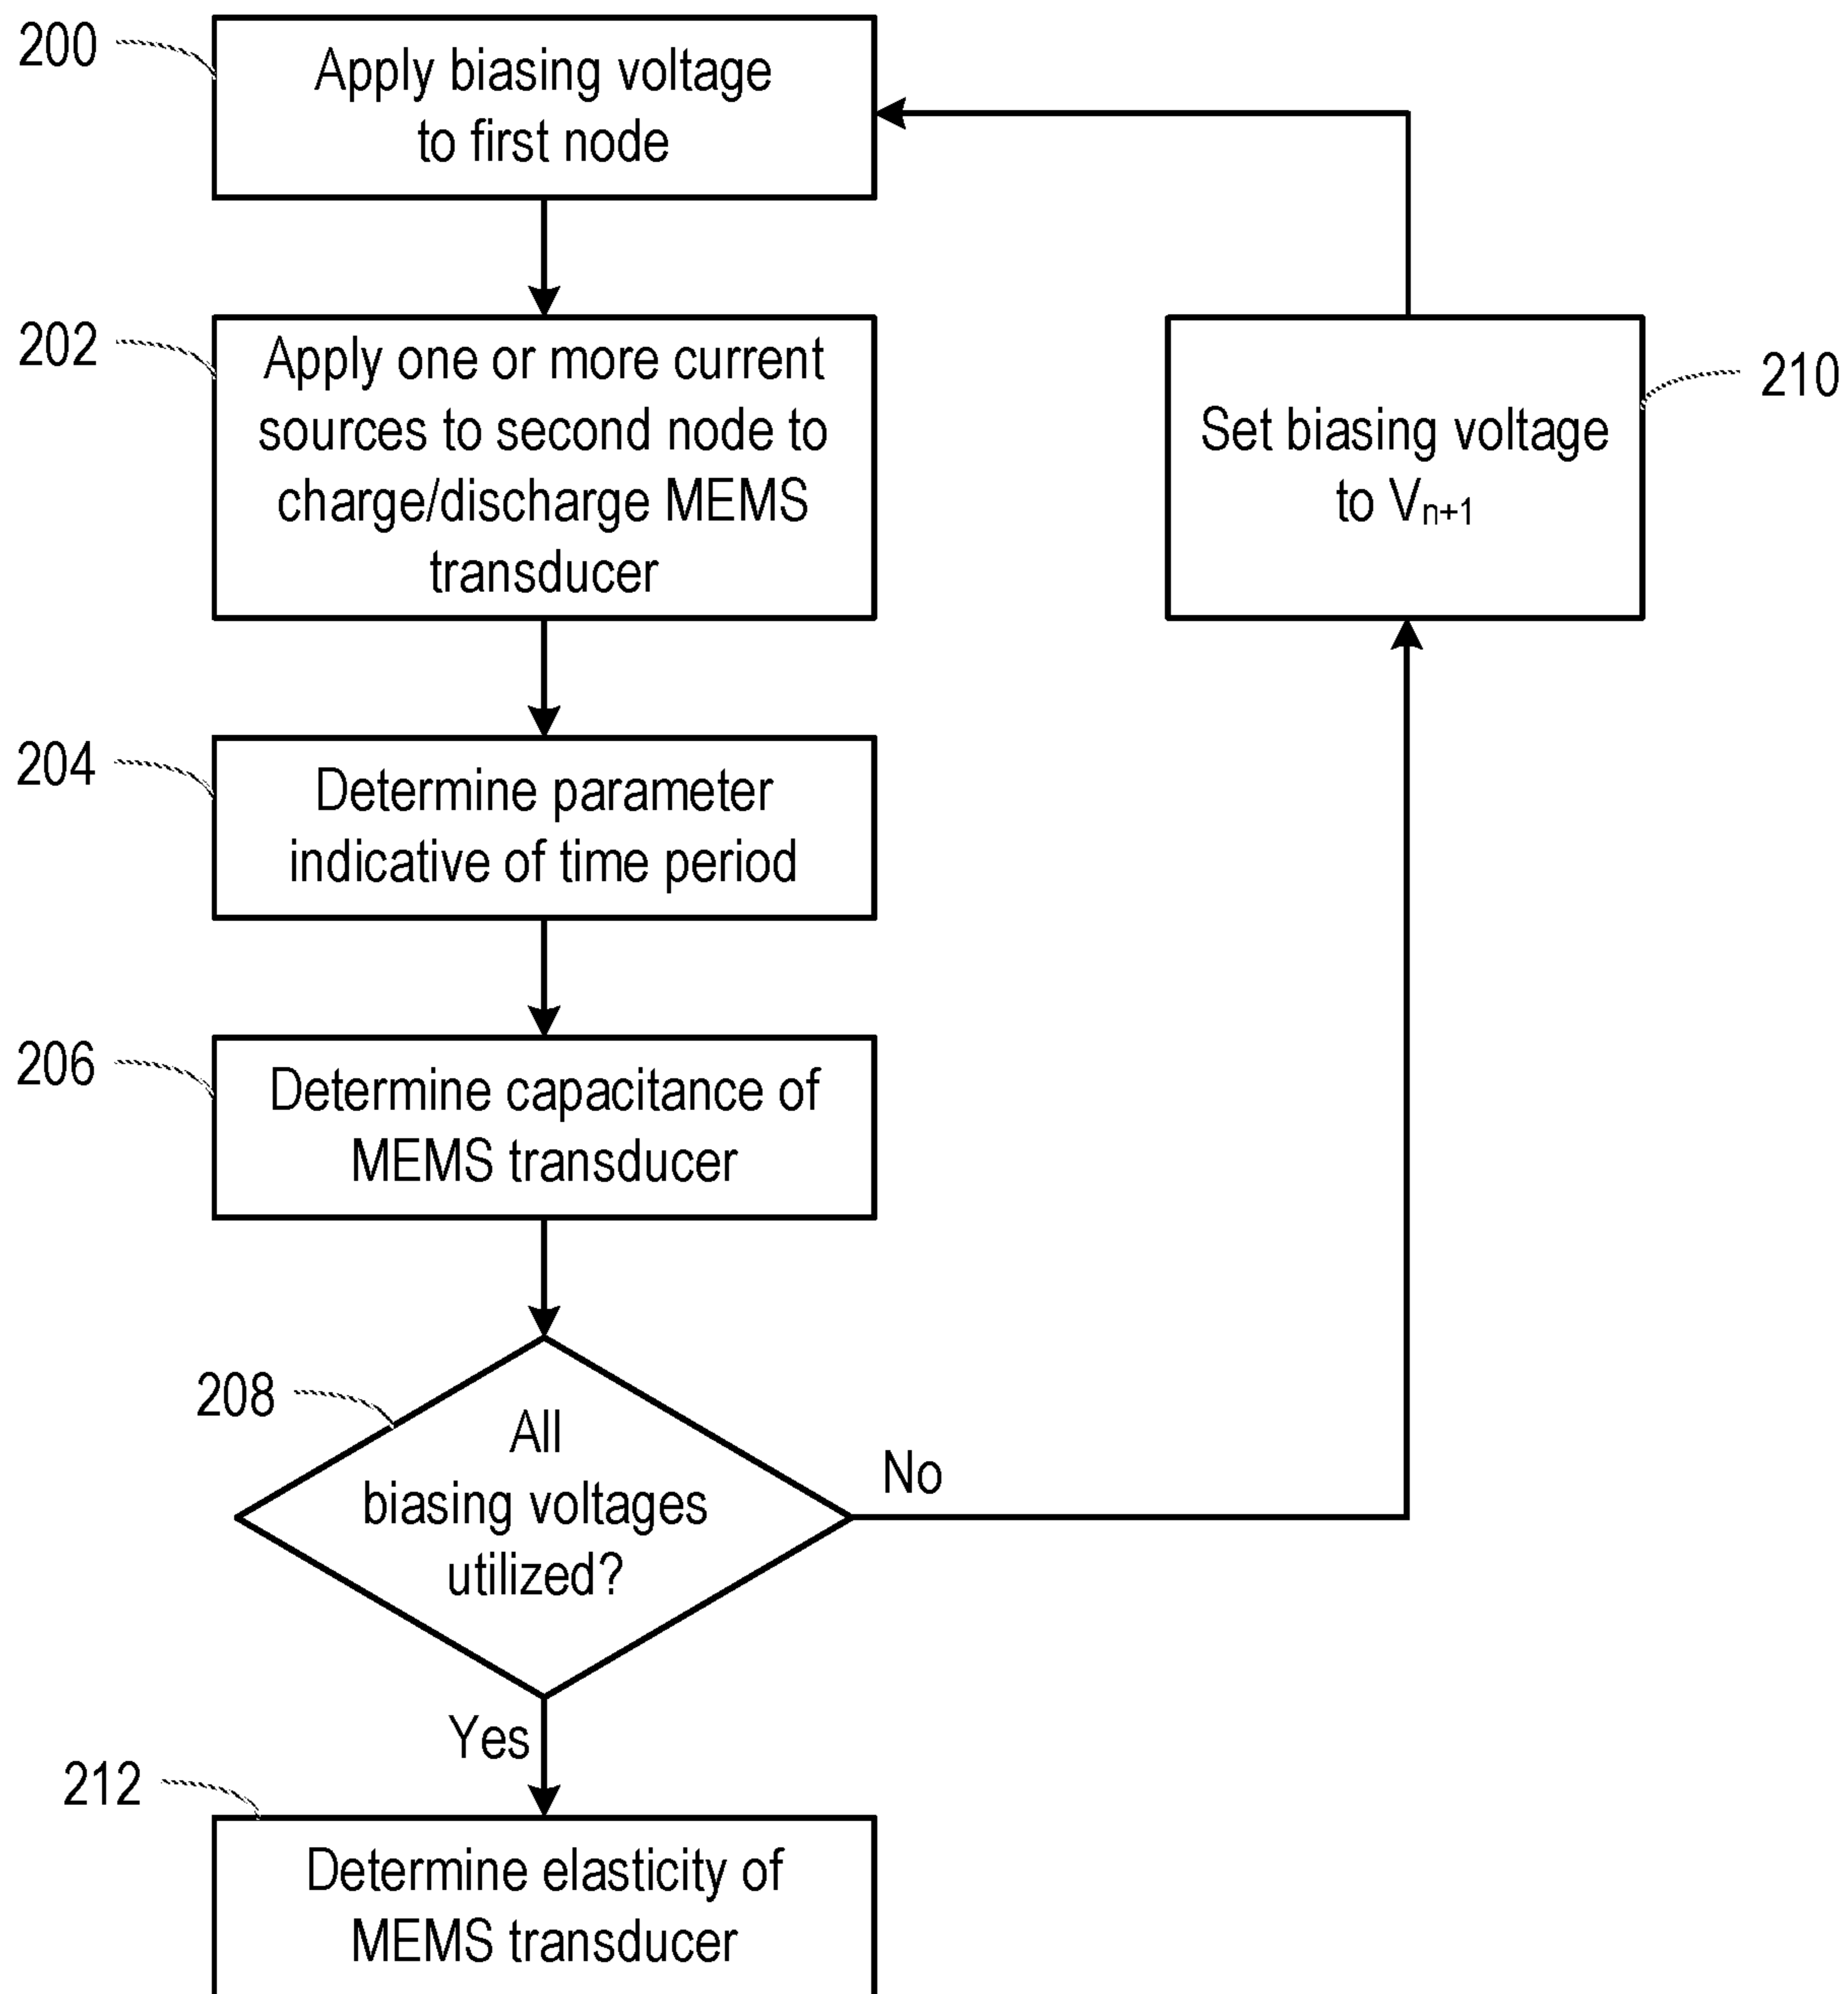 200
Apply biasing voltage
to first node
202
Apply one or more current
sources to second node to
charge/discharge MEMS
transducer
210
Set biasing voltage
to Vn+1
204
Determine parameter
indicative of time period
206
Determine capacitance of
MEMS transducer
208
All
biasing voltages
utilized?
No
Yes
212
Determine elasticity of
MEMS transducer